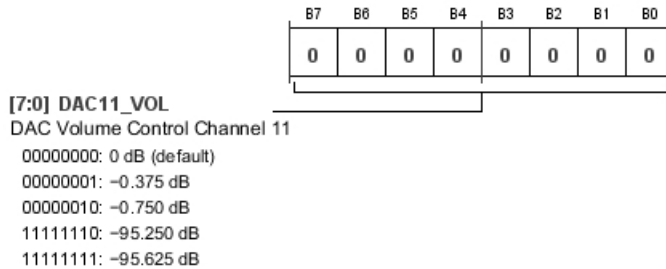 B7 B6 B5 B4 B3 B2 B1 B0
0 0 0 0 0 0 0 0
[7:0] DAC11_VOL
DAC Volume Control Channel 11
00000000: 0 dB (default)
00000001: −0.375 dB
00000010: −0.750 dB
11111110: −95.250 dB
11111111: −95.625 dB